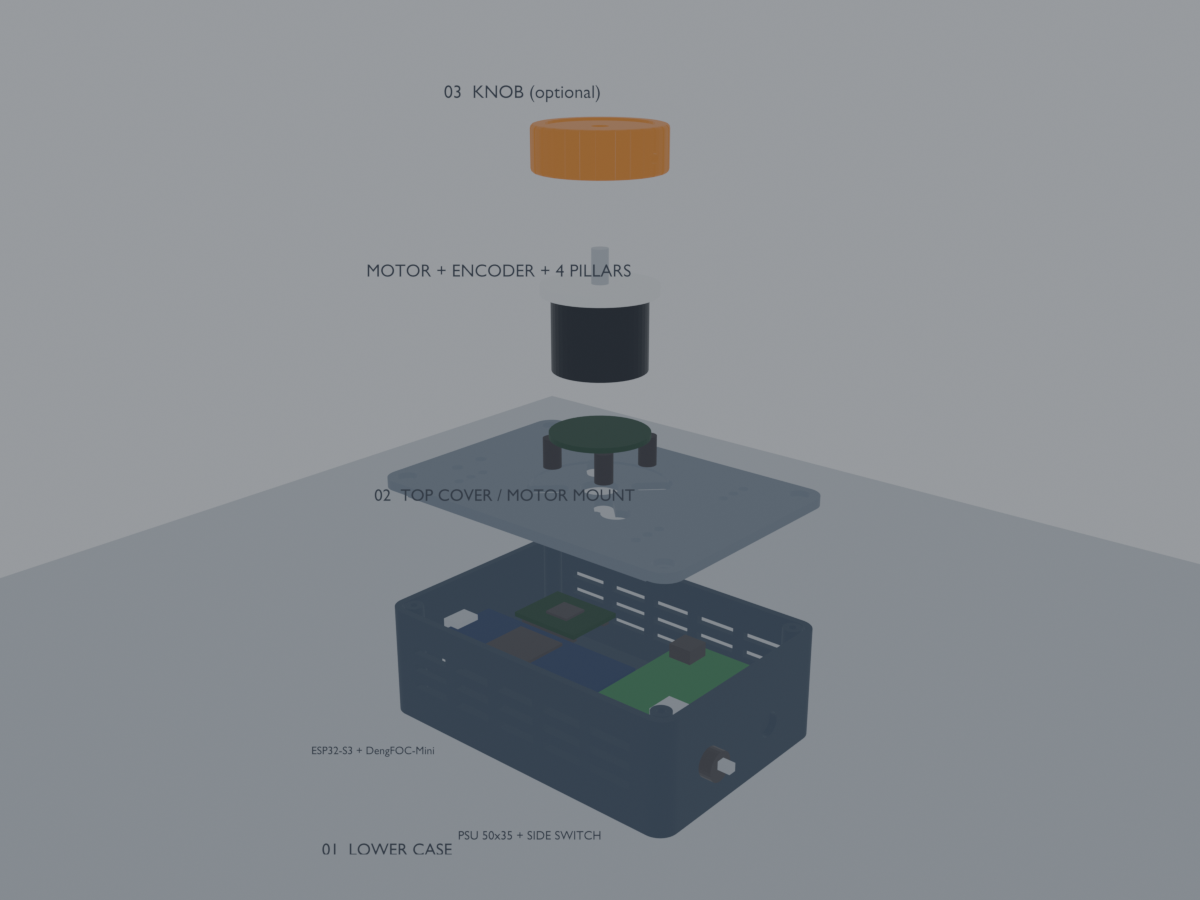 03 KNOB (optional)
MOTOR + ENCODER + 4 PILLARS
02 TOP COVER / MOTOR MOUNT
ESP32-S3 + DengFOC-Mini
PSU 50x35 + SIDE SWITCH
01 LOWER CASE